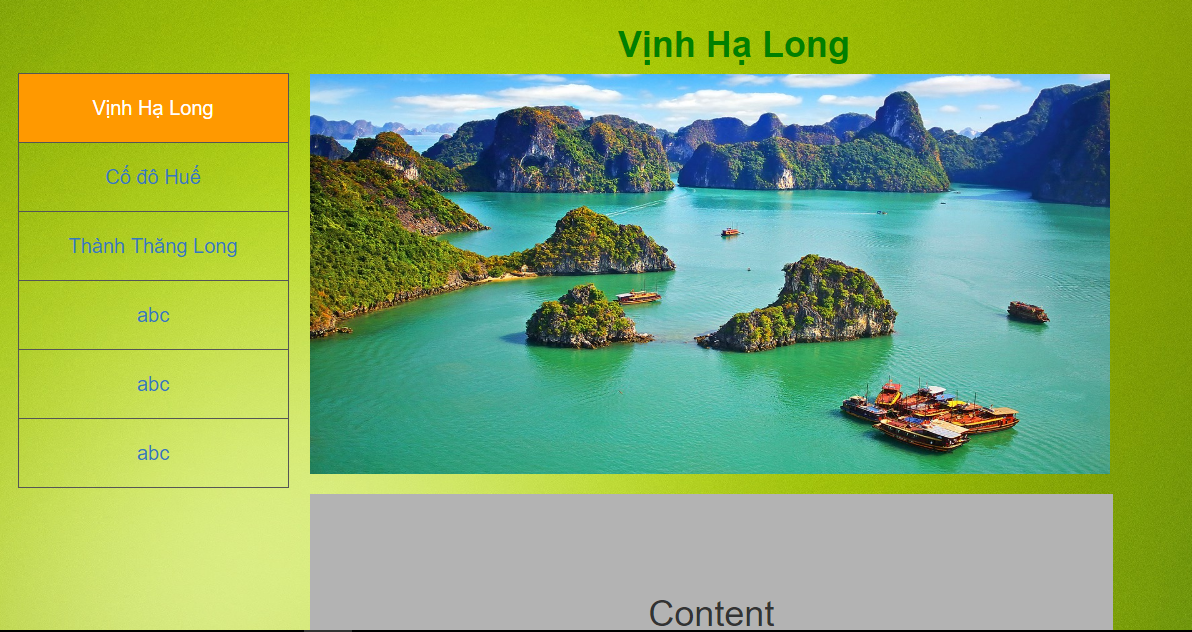 Vịnh Hạ Long
Vịnh Hạ Long
Cố đô Huế
Thành Thăng Long
abc
abc
abc
Content